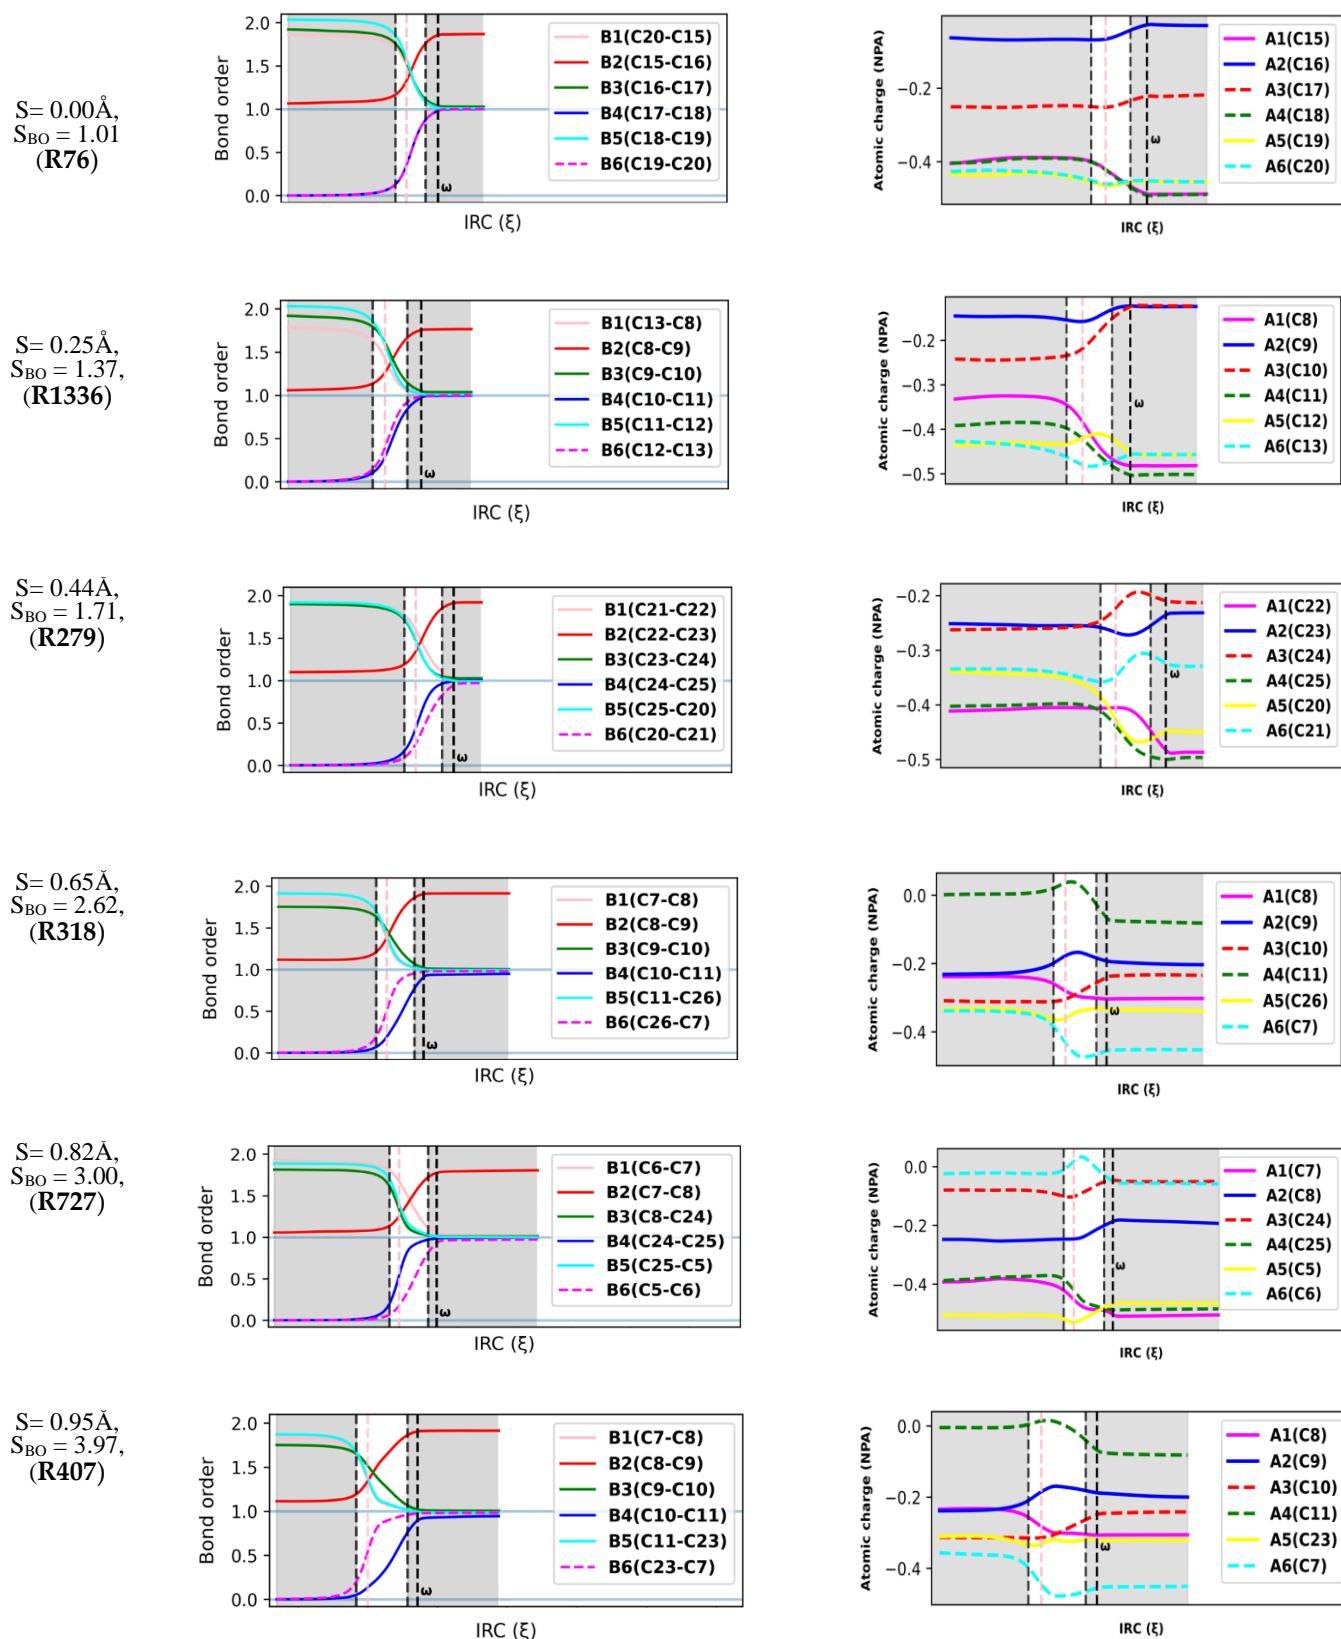 S= 0.00Å,
S_BO = 1.01
(R76)
Bond order
2.0
1.5
1.0
0.5
0.0
ω
B1(C20-C15)
B2(C15-C16)
B3(C16-C17)
B4(C17-C18)
B5(C18-C19)
B6(C19-C20)
IRC (ξ)
Atomic charge (NPA)
−0.2
−0.4
ω
A1(C15)
A2(C16)
A3(C17)
A4(C18)
A5(C19)
A6(C20)
IRC (ξ)
S= 0.25Å,
S_BO = 1.37,
(R1336)
Bond order
2.0
1.5
1.0
0.5
0.0
ω
B1(C13-C8)
B2(C8-C9)
B3(C9-C10)
B4(C10-C11)
B5(C11-C12)
B6(C12-C13)
IRC (ξ)
Atomic charge (NPA)
−0.2
−0.3
−0.4
−0.5
ω
A1(C8)
A2(C9)
A3(C10)
A4(C11)
A5(C12)
A6(C13)
IRC (ξ)
S= 0.44Å,
S_BO = 1.71,
(R279)
Bond order
2.0
1.5
1.0
0.5
0.0
ω
B1(C21-C22)
B2(C22-C23)
B3(C23-C24)
B4(C24-C25)
B5(C25-C20)
B6(C20-C21)
IRC (ξ)
Atomic charge (NPA)
−0.2
−0.3
−0.4
−0.5
ω
A1(C22)
A2(C23)
A3(C24)
A4(C25)
A5(C20)
A6(C21)
IRC (ξ)
S= 0.65Å,
S_BO = 2.62,
(R318)
Bond order
2.0
1.5
1.0
0.5
0.0
ω
B1(C7-C8)
B2(C8-C9)
B3(C9-C10)
B4(C10-C11)
B5(C11-C26)
B6(C26-C7)
IRC (ξ)
Atomic charge (NPA)
0.0
−0.2
−0.4
ω
A1(C8)
A2(C9)
A3(C10)
A4(C11)
A5(C26)
A6(C7)
IRC (ξ)
S= 0.82Å,
S_BO = 3.00,
(R727)
Bond order
2.0
1.5
1.0
0.5
0.0
ω
B1(C6-C7)
B2(C7-C8)
B3(C8-C24)
B4(C24-C25)
B5(C25-C5)
B6(C5-C6)
IRC (ξ)
Atomic charge (NPA)
0.0
−0.2
−0.4
ω
A1(C7)
A2(C8)
A3(C24)
A4(C25)
A5(C5)
A6(C6)
IRC (ξ)
S= 0.95Å,
S_BO = 3.97,
(R407)
Bond order
2.0
1.5
1.0
0.5
0.0
ω
B1(C7-C8)
B2(C8-C9)
B3(C9-C10)
B4(C10-C11)
B5(C11-C23)
B6(C23-C7)
IRC (ξ)
Atomic charge (NPA)
0.0
−0.2
−0.4
ω
A1(C8)
A2(C9)
A3(C10)
A4(C11)
A5(C23)
A6(C7)
IRC (ξ)